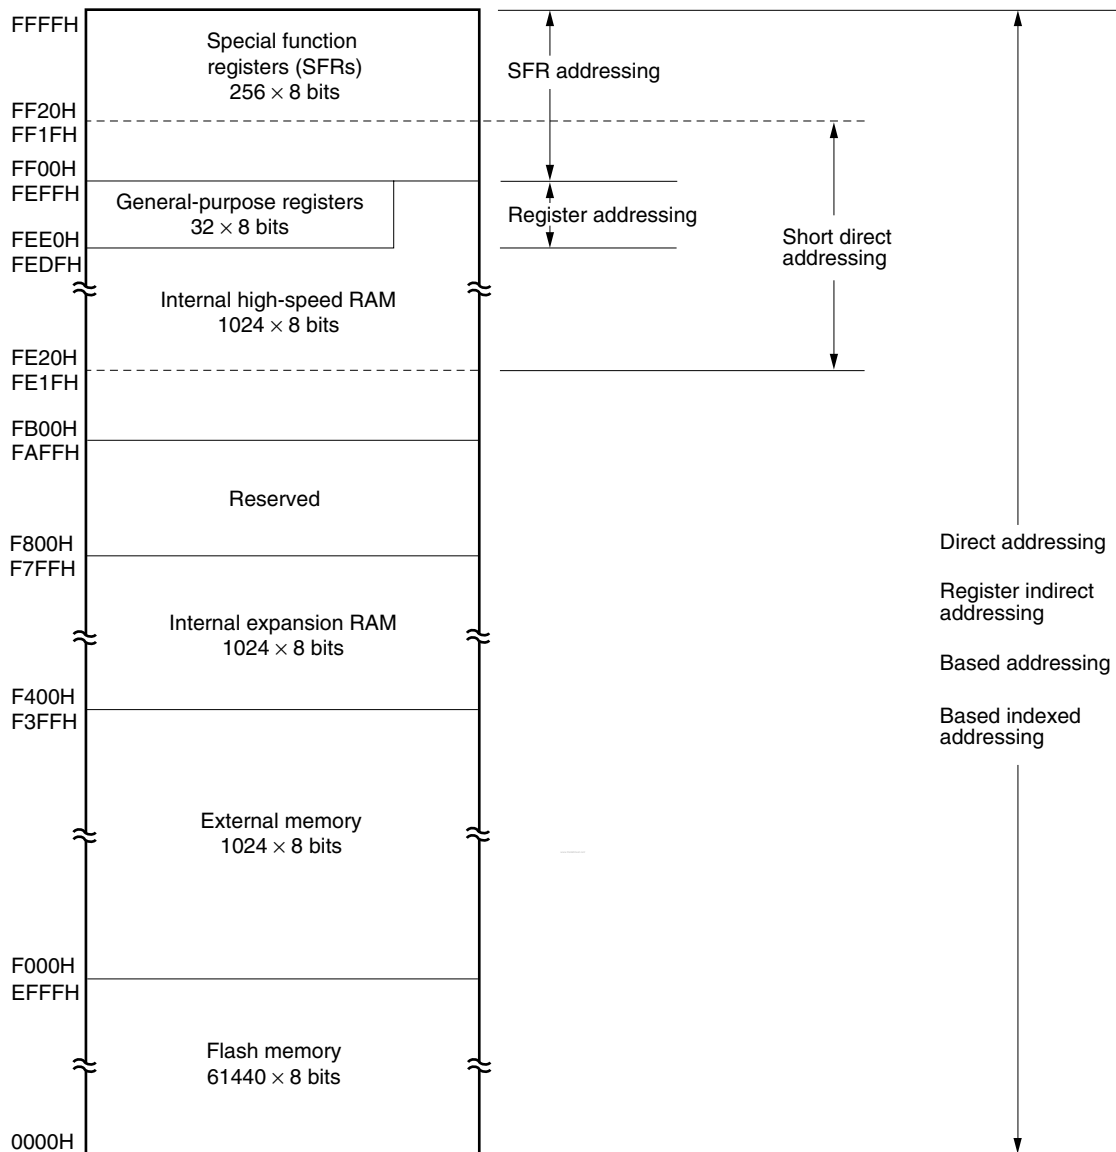 FFFFH
Special function
registers (SFRs)
256 × 8 bits
SFR addressing
FF20H
FF1FH
FF00H
FEFFH
General-purpose registers
32 × 8 bits
Register addressing
Short direct
addressing
FEE0H
FEDFH
Internal high-speed RAM
1024 × 8 bits
FE20H
FE1FH
FB00H
FAFFH
Reserved
F800H
F7FFH
Direct addressing
Register indirect
addressing
Based addressing
Based indexed
addressing
Internal expansion RAM
1024 × 8 bits
F400H
F3FFH
External memory
1024 × 8 bits
F000H
EFFFH
Flash memory
61440 × 8 bits
0000H